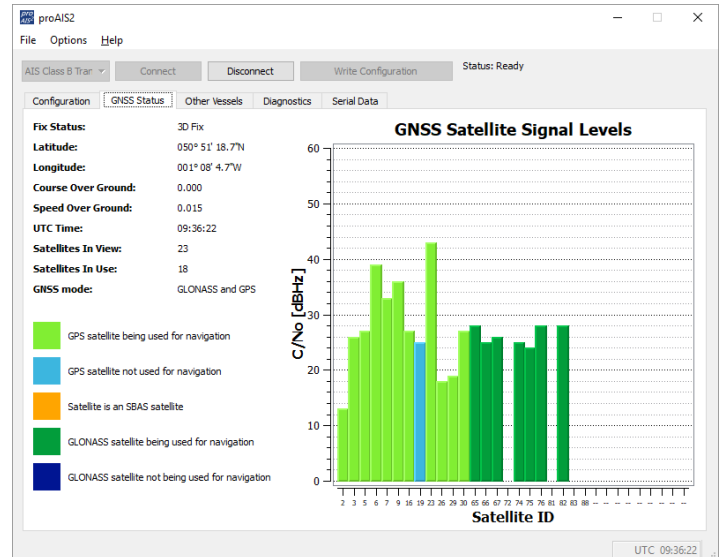 pro AIS2 proAIS2
File Options Help
AIS Class B Tran Connect Disconnect Write Configuration Status: Ready
Configuration GNSS Status Other Vessels Diagnostics Serial Data
Fix Status: 3D Fix
Latitude: 050° 51' 18.7"N
Longitude: 001° 08' 4.7"W
Course Over Ground: 0.000
Speed Over Ground: 0.015
UTC Time: 09:36:22
Satellites In View: 23
Satellites In Use: 18
GNSS mode: GLONASS and GPS
GPS satellite being used for navigation
GPS satellite not used for navigation
Satellite is an SBAS satellite
GLONASS satellite being used for navigation
GLONASS satellite not being used for navigation
GNSS Satellite Signal Levels
60
50
40
30
20
10
0
C/No [dBHz]
2 3 5 6 7 9 16 19 23 26 29 30 65 66 67 72 74 75 76 81 82 83 88 -- -- -- -- -- -- -- -- --
Satellite ID
UTC 09:36:22